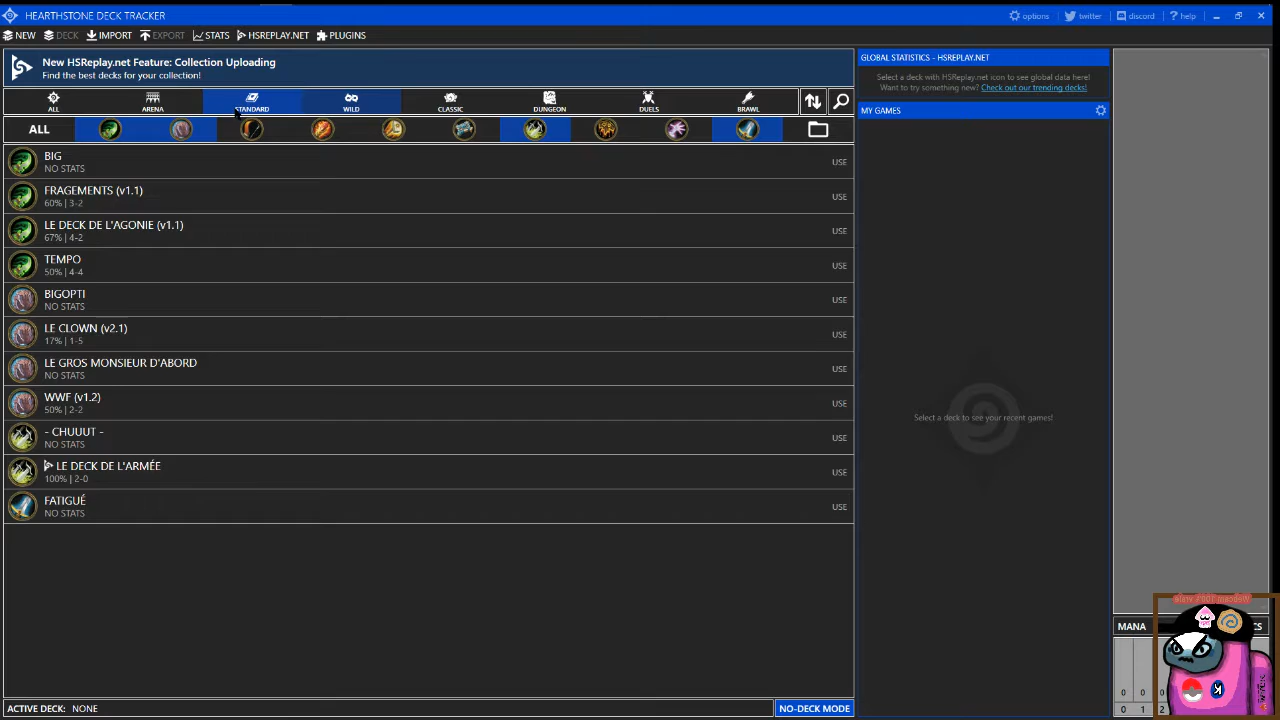 HEARTHSTONE DECK TRACKER
options twitter discord help
NEW DECK IMPORT EXPORT STATS HSREPLAY.NET PLUGINS
New HSReplay.net Feature: Collection Uploading
Find the best decks for your collection!
ALL ARENA STANDARD WILD CLASSIC DUNGEON DUELS BRAWL
ALL
BIG
NO STATS
USE
FRAGEMENTS (v1.1)
60% | 3-2
USE
LE DECK DE L'AGONIE (v1.1)
67% | 4-2
USE
TEMPO
50% | 4-4
USE
BIGOPTI
NO STATS
USE
LE CLOWN (v2.1)
17% | 1-5
USE
LE GROS MONSIEUR D'ABORD
NO STATS
USE
WWF (v1.2)
50% | 2-2
USE
- CHUUUT -
NO STATS
USE
LE DECK DE L'ARMÉE
100% | 2-0
USE
FATIGUÉ
NO STATS
USE
ACTIVE DECK: NONE
NO-DECK MODE
GLOBAL STATISTICS - HSREPLAY.NET
Select a deck with HSReplay.net icon to see global data here!
Want to try something new? Check out our trending decks!
MY GAMES
Select a deck to see your recent games!
MANA
CS
0 0 0
0 1 2